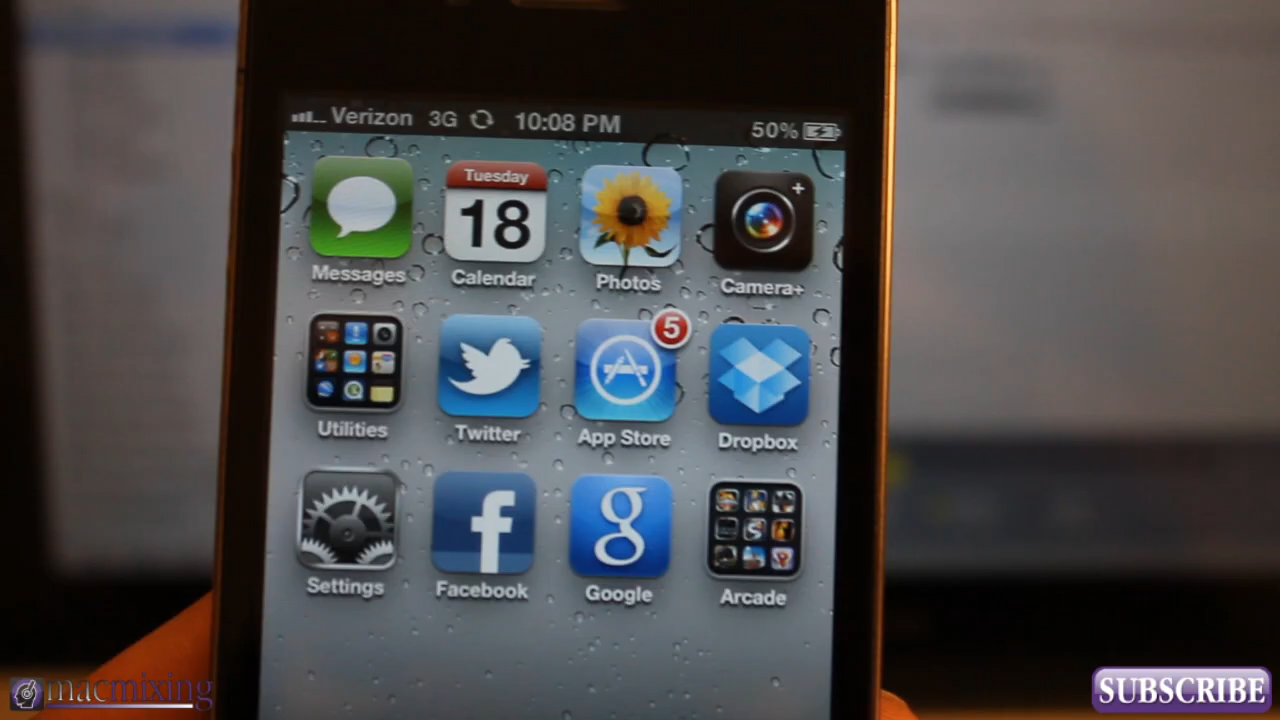 Verizon 3G 10:08 PM 50%
Tuesday
18
Messages Calendar Photos Camera+
5
Utilities Twitter App Store Dropbox
f g
Settings Facebook Google Arcade
macmixing
SUBSCRIBE